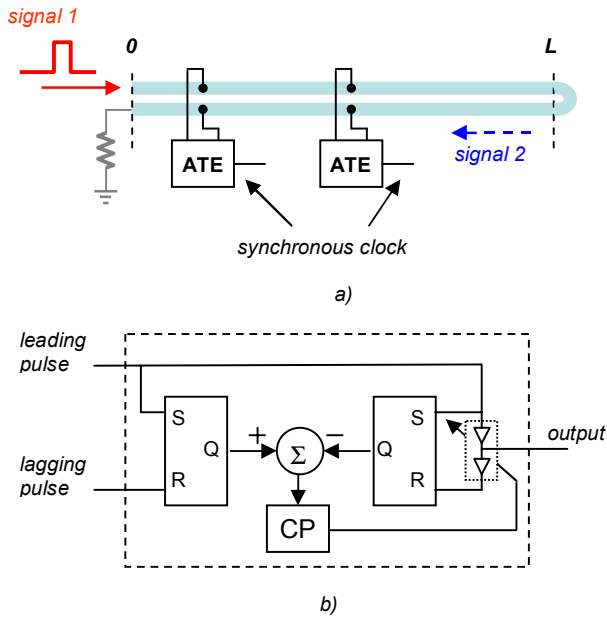 signal 1
0
L
signal 2
ATE
ATE
synchronous clock
a)
leading
pulse
S
S
output
Q
+
Σ
−
Q
lagging
pulse
R
R
CP
b)